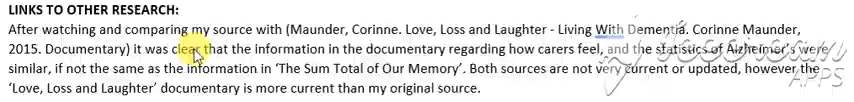 LINKS TO OTHER RESEARCH:
After watching and comparing my source with (Maunder, Corinne. Love, Loss and Laughter - Living With Dementia. Corinne Maunder,
2015. Documentary) it was clear that the information in the documentary regarding how carers feel, and the statistics of Alzheimer's were
similar, if not the same as the information in 'The Sum Total of Our Memory'. Both sources are not very current or updated, however the
'Love, Loss and Laughter' documentary is more current than my original source.
APPS